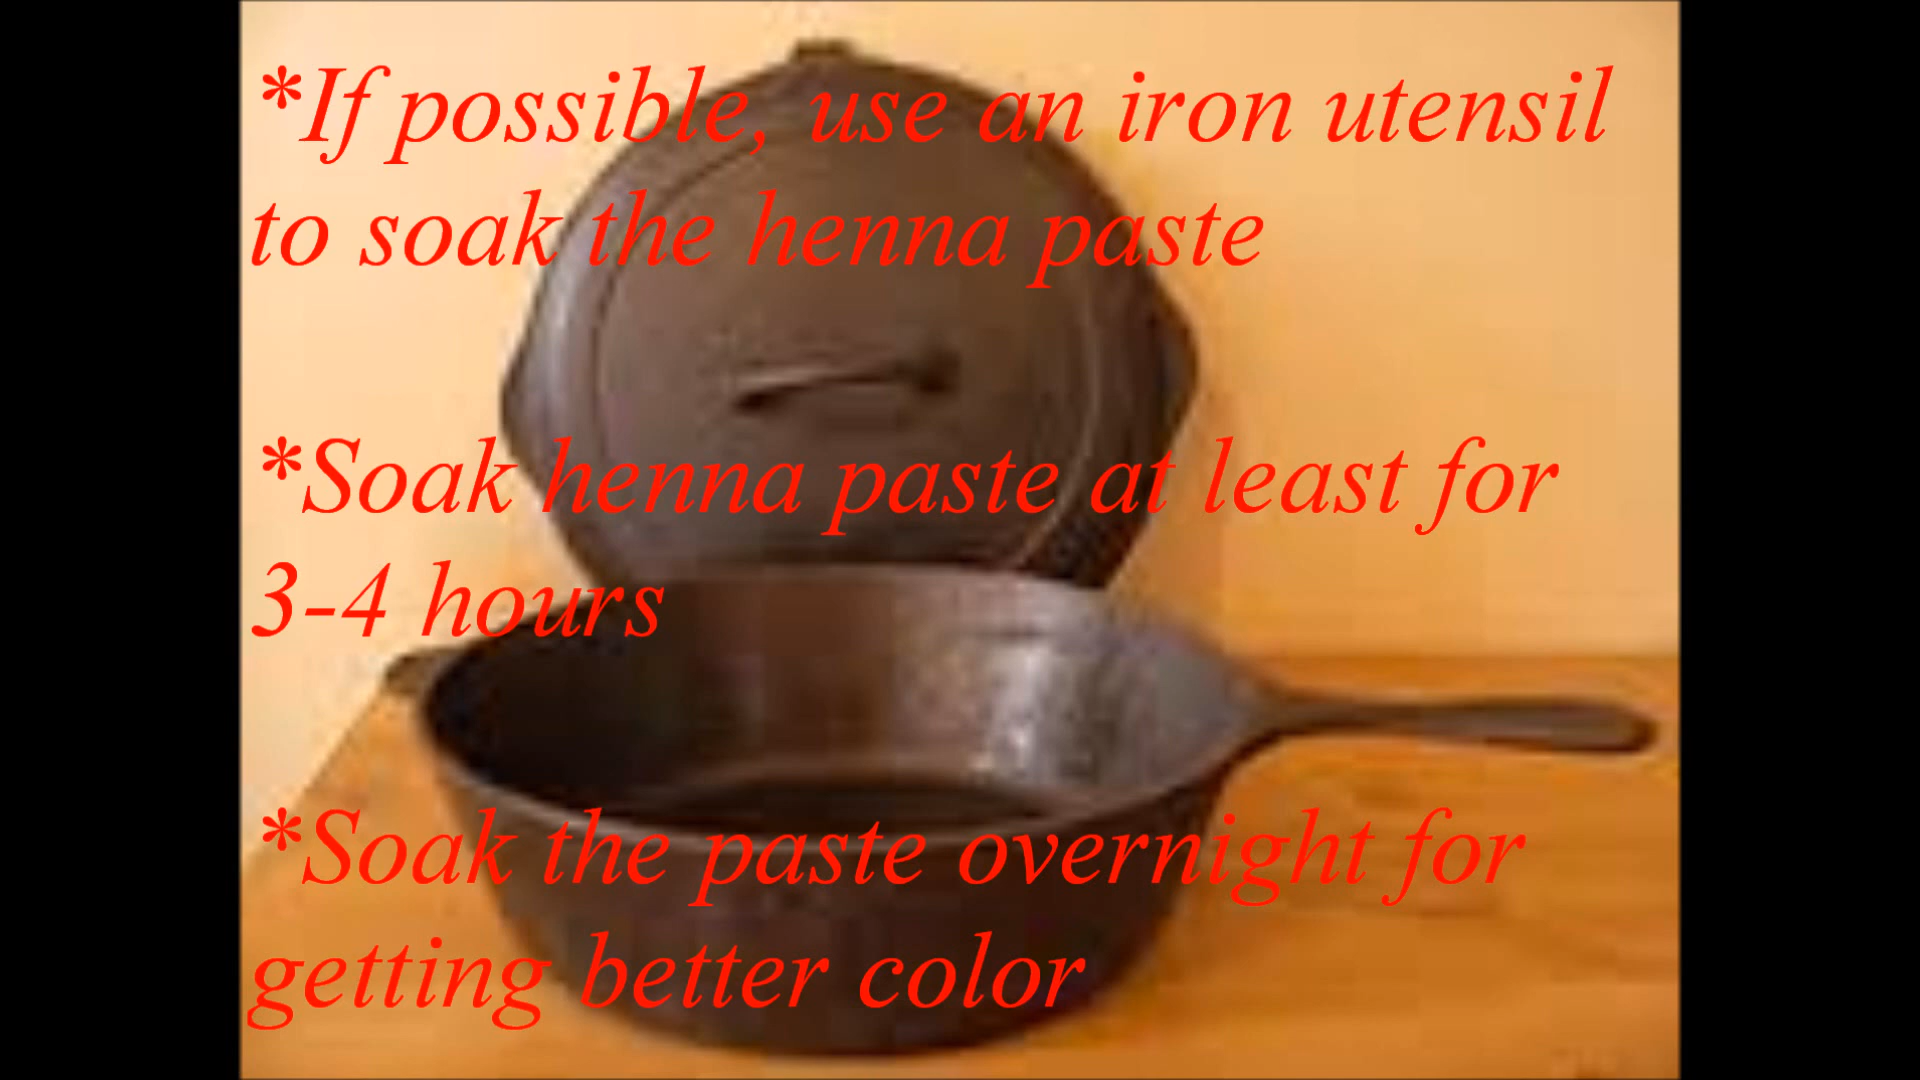 *If possible, use an iron utensil
to soak the henna paste
*Soak henna paste at least for
3-4 hours
*Soak the paste overnight for
getting better color